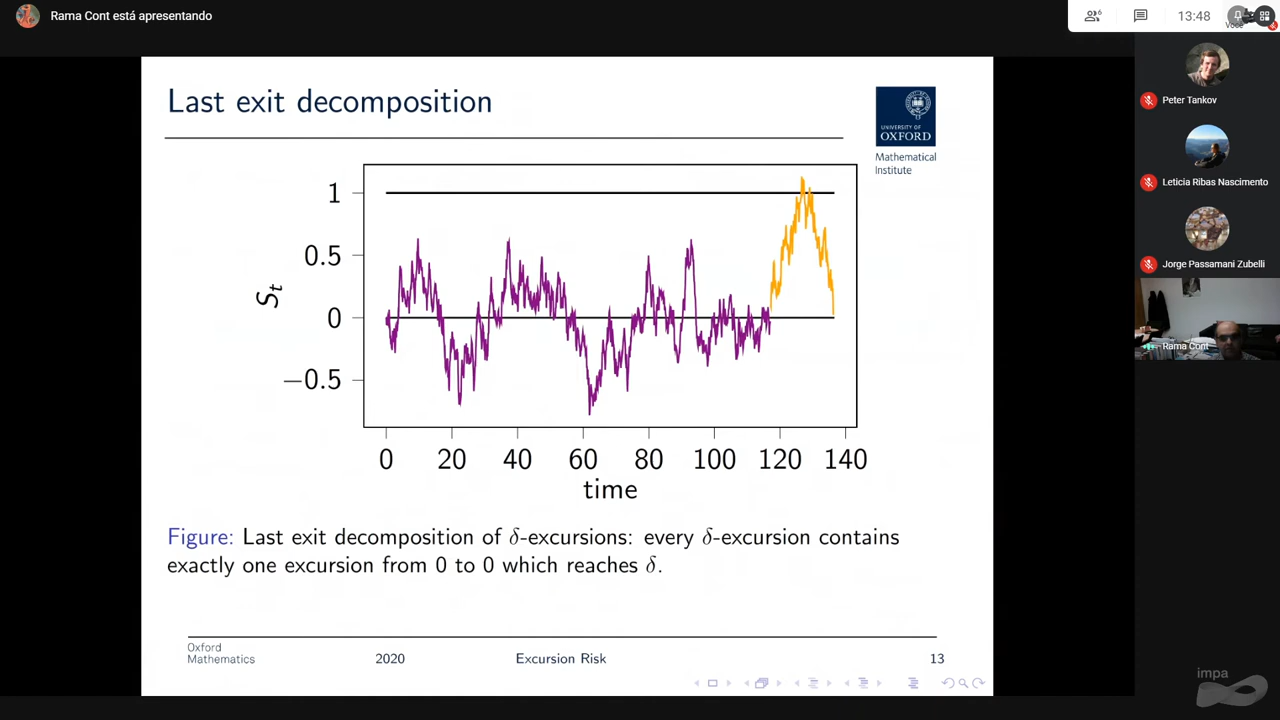 Rama Cont está apresentando
6
13:48
Você
Last exit decomposition
UNIVERSITY OF
OXFORD
Mathematical
Institute
1
0.5
0
−0.5
S_t
0 20 40 60 80 100 120 140
time
Figure: Last exit decomposition of δ-excursions: every δ-excursion contains
exactly one excursion from 0 to 0 which reaches δ.
Oxford
Mathematics
2020
Excursion Risk
13
Peter Tankov
Leticia Ribas Nascimento
Jorge Passamani Zubelli
Rama Cont
impa